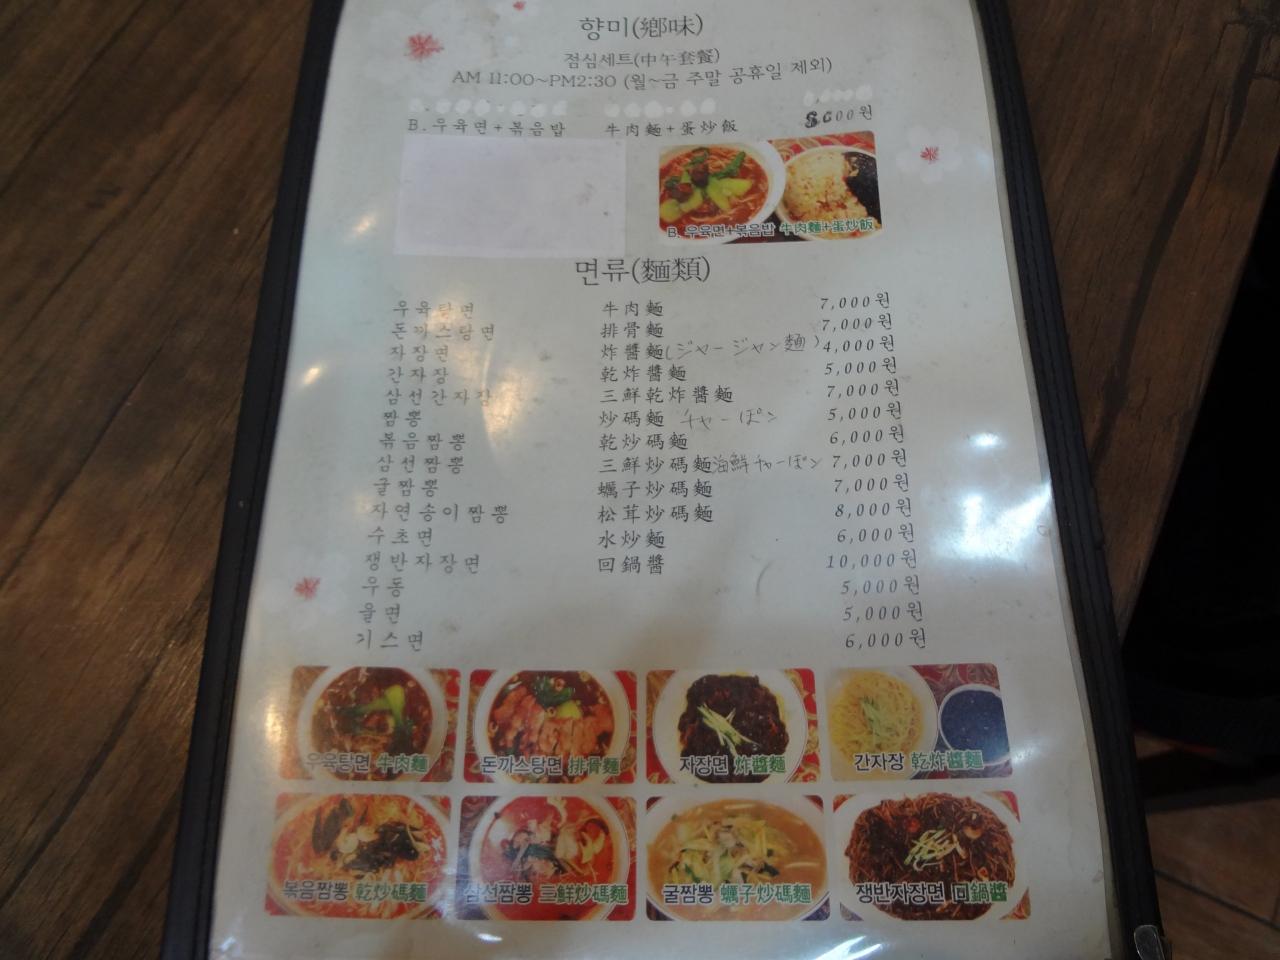 향미(鄕味)
점심세트(中午套餐)
AM 11:00~PM2:30 (월~금 주말 공휴일 제외)
B. 우육면+볶음밥 牛肉麵+蛋炒飯 8000원
B. 우육면+볶음밥 牛肉麵+蛋炒飯
면류(麵類)
우육탕면 牛肉麵 7,000원
돈까스탕면 排骨麵 7,000원
자장면 炸醬麵(ジャージャン麵) 4,000원
간자장 乾炸醬麵 5,000원
삼선간자장 三鮮乾炸醬麵 7,000원
짬뽕 炒碼麵 チャーぽン 5,000원
볶음짬뽕 乾炒碼麵 6,000원
삼선짬뽕 三鮮炒碼麵 海鮮チャーぽン 7,000원
굴짬뽕 蠣子炒碼麵 7,000원
자연송이짬뽕 松茸炒碼麵 8,000원
수초면 水炒麵 6,000원
쟁반자장면 回鍋醬 10,000원
우동 5,000원
울면 5,000원
기스면 6,000원
우육탕면 牛肉麵
돈까스탕면 排骨麵
자장면 炸醬麵
간자장 乾炸醬麵
볶음짬뽕 乾炒碼麵
삼선짬뽕 三鮮炒碼麵
굴짬뽕 蠣子炒碼麵
쟁반자장면 回鍋醬